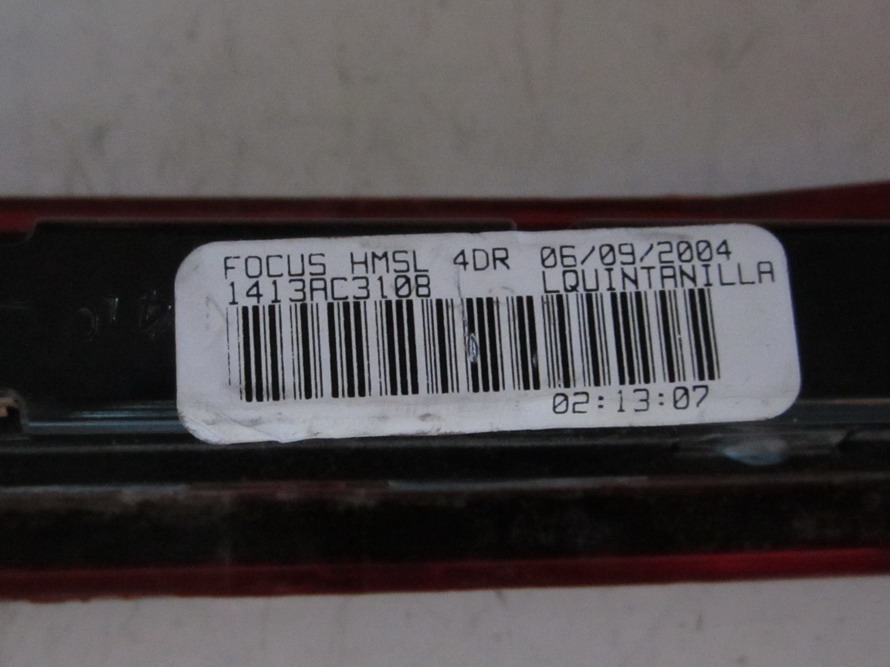 FOCUS HMSL 4DR 06/09/2004
1413AC3108 LQUINTANILLA
02:13:07